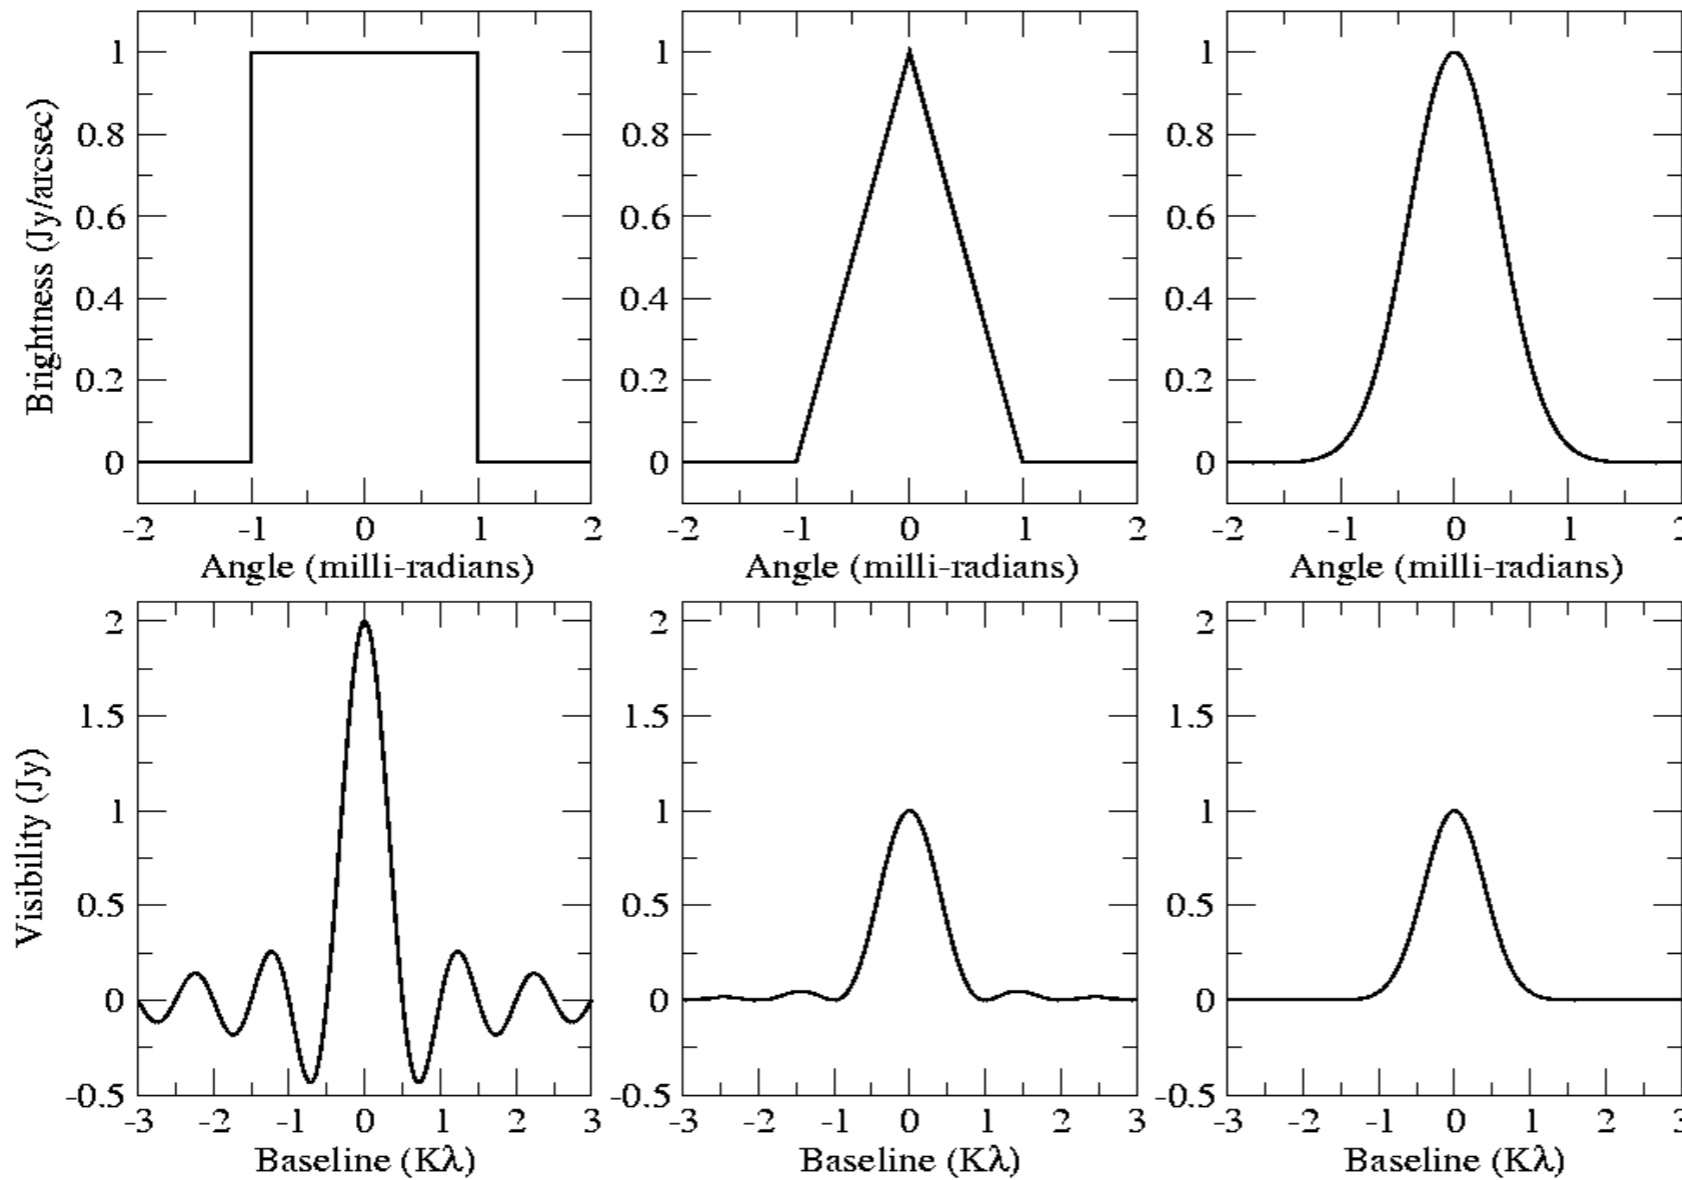 Brightness (Jy/arcsec)
1
0.8
0.6
0.4
0.2
0
-2 -1 0 1 2
Angle (milli-radians)
1
0.8
0.6
0.4
0.2
0
-2 -1 0 1 2
Angle (milli-radians)
1
0.8
0.6
0.4
0.2
0
-2 -1 0 1 2
Angle (milli-radians)
Visibility (Jy)
2
1.5
1
0.5
0
-0.5
-3 -2 -1 0 1 2 3
Baseline (Kλ)
2
1.5
1
0.5
0
-0.5
-3 -2 -1 0 1 2 3
Baseline (Kλ)
2
1.5
1
0.5
0
-0.5
-3 -2 -1 0 1 2 3
Baseline (Kλ)